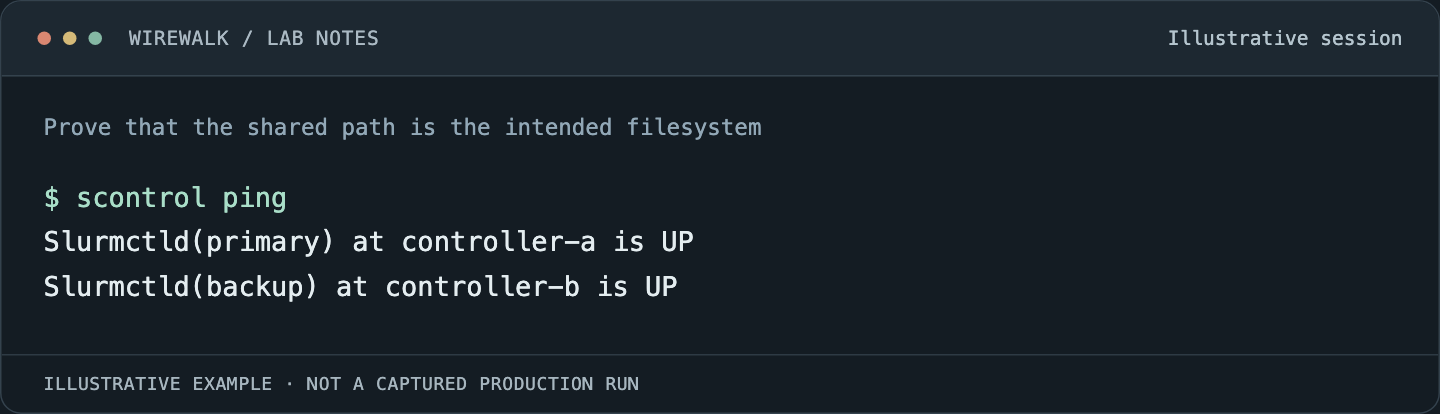 WIREWALK / LAB NOTES
Illustrative session
Prove that the shared path is the intended filesystem
$ scontrol ping
Slurmctld(primary) at controller-a is UP
Slurmctld(backup) at controller-b is UP
ILLUSTRATIVE EXAMPLE · NOT A CAPTURED PRODUCTION RUN